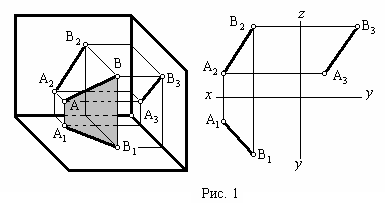 B₂ B B₃
A₂ A A₃
A₁ B₁
z
B₂ B₃
A₂ A₃
x y
A₁
B₁
y
Рис. 1